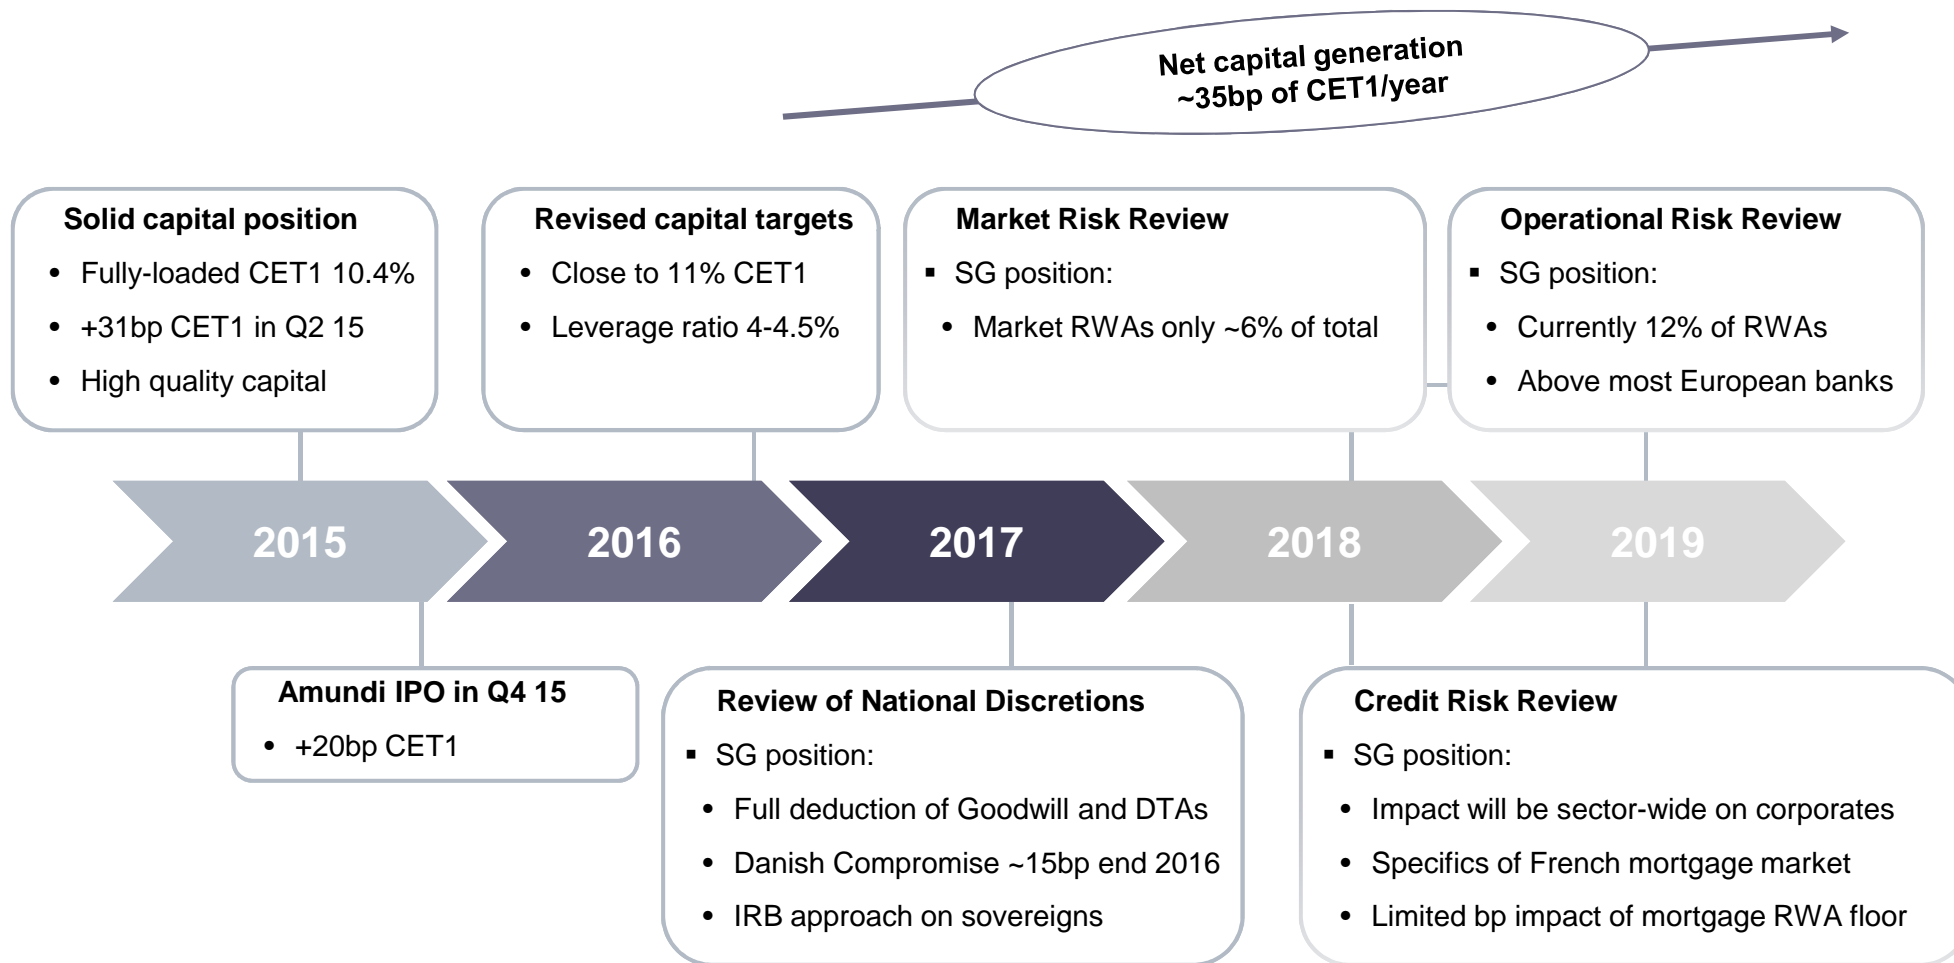 Net capital generation
~35bp of CET1/year
Solid capital position
• Fully-loaded CET1 10.4%
• +31bp CET1 in Q2 15
• High quality capital
Revised capital targets
• Close to 11% CET1
• Leverage ratio 4-4.5%
Market Risk Review
▪ SG position:
• Market RWAs only ~6% of total
Operational Risk Review
▪ SG position:
• Currently 12% of RWAs
• Above most European banks
2015
2016
2017
2018
2019
Amundi IPO in Q4 15
• +20bp CET1
Review of National Discretions
▪ SG position:
• Full deduction of Goodwill and DTAs
• Danish Compromise ~15bp end 2016
• IRB approach on sovereigns
Credit Risk Review
▪ SG position:
• Impact will be sector-wide on corporates
• Specifics of French mortgage market
• Limited bp impact of mortgage RWA floor